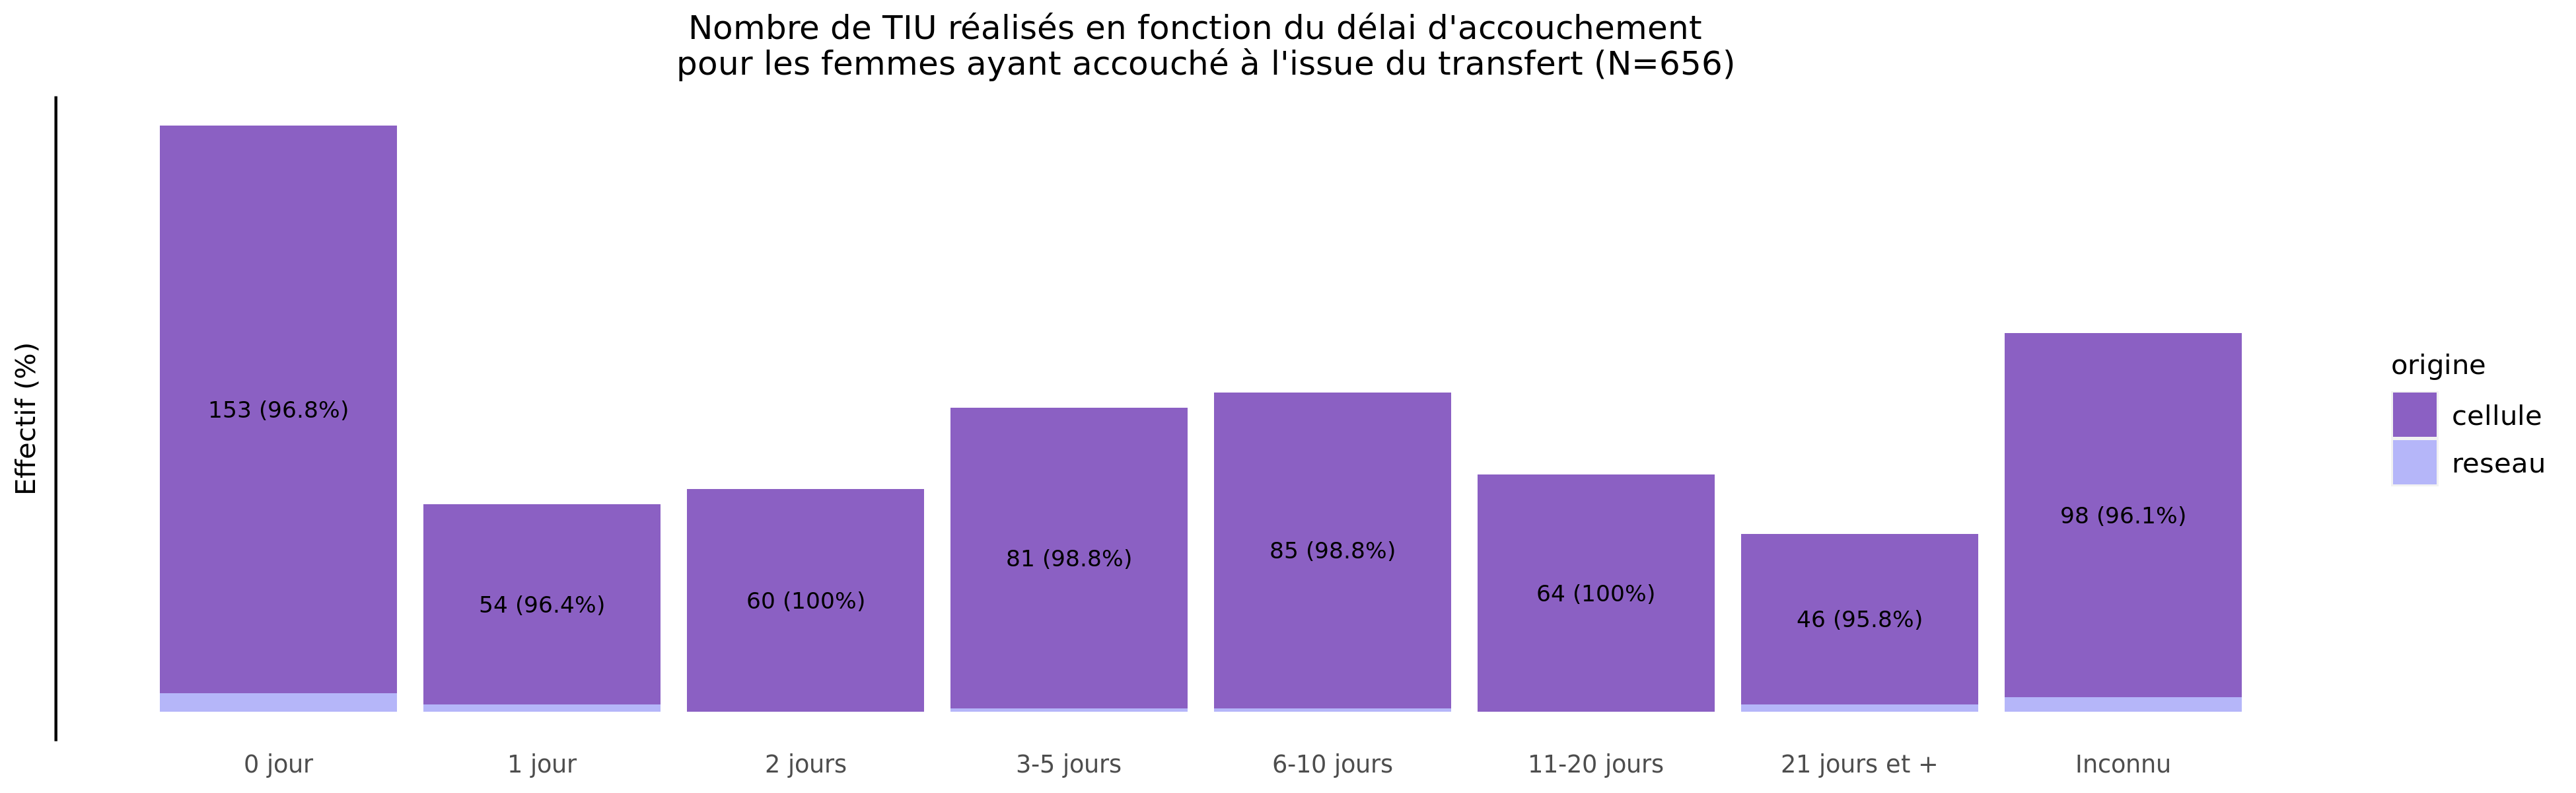 Nombre de TIU réalisés en fonction du délai d'accouchement
pour les femmes ayant accouché à l'issue du transfert (N=656)
Effectif (%)
153 (96.8%)
54 (96.4%)
60 (100%)
81 (98.8%)
85 (98.8%)
64 (100%)
46 (95.8%)
98 (96.1%)
0 jour
1 jour
2 jours
3-5 jours
6-10 jours
11-20 jours
21 jours et +
Inconnu
origine
cellule
reseau